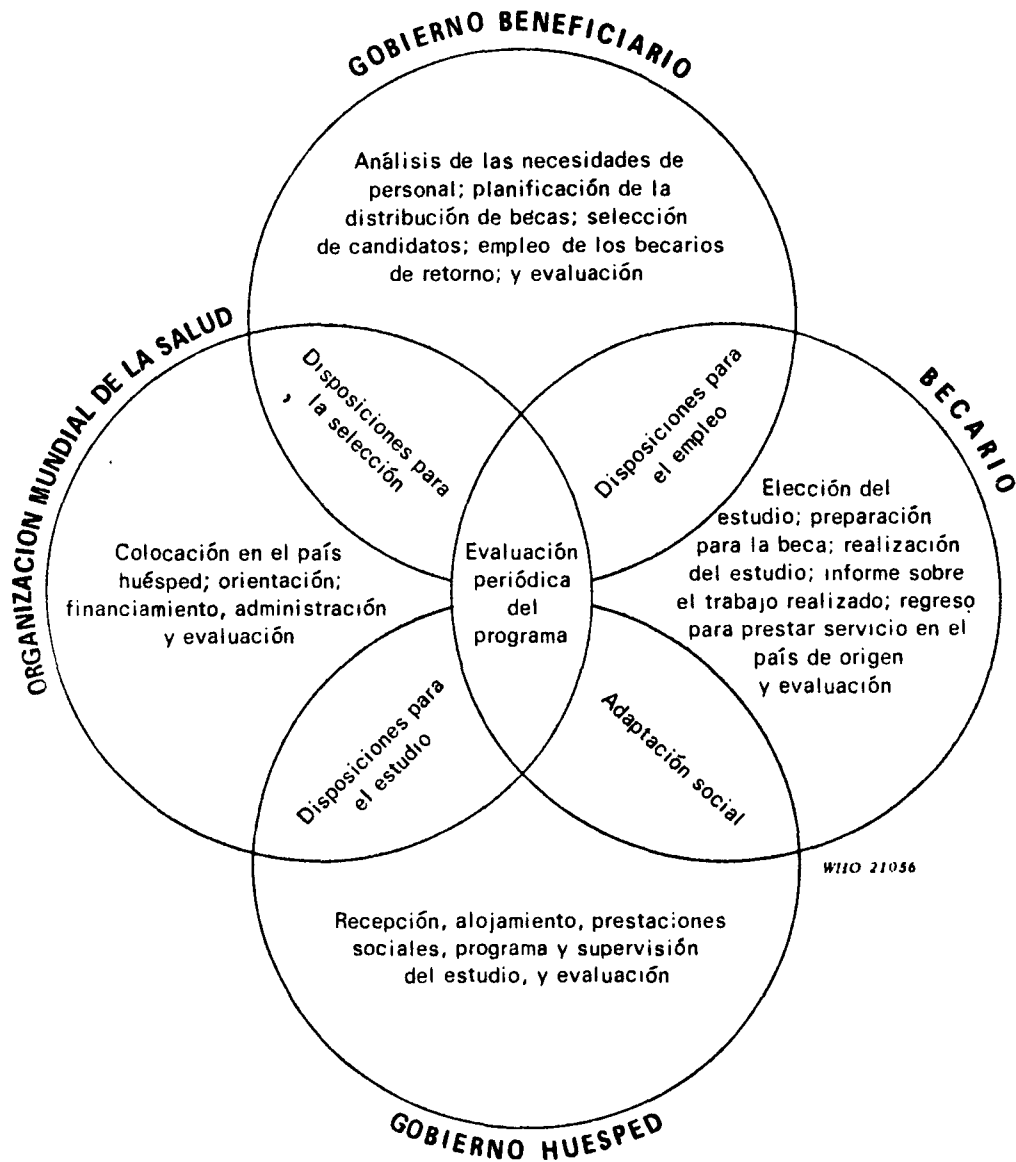 GOBIERNO BENEFICIARIO
Análisis de las necesidades de
personal; planificación de la
distribución de becas; selección
de candidatos; empleo de los becarios
de retorno; y evaluación
ORGANIZACION MUNDIAL DE LA SALUD
Disposiciones para
la selección
Disposiciones para
el empleo
BECARIO
Colocación en el país
huésped; orientación;
financiamiento, administración
y evaluación
Evaluación
periódica
del
programa
Elección del
estudio; preparación
para la beca; realización
del estudio; informe sobre
el trabajo realizado; regreso
para prestar servicio en el
país de origen
y evaluación
Disposiciones para
el estudio
Adaptación social
WHO 21056
Recepción, alojamiento, prestaciones
sociales, programa y supervisión
del estudio, y evaluación
GOBIERNO HUESPED